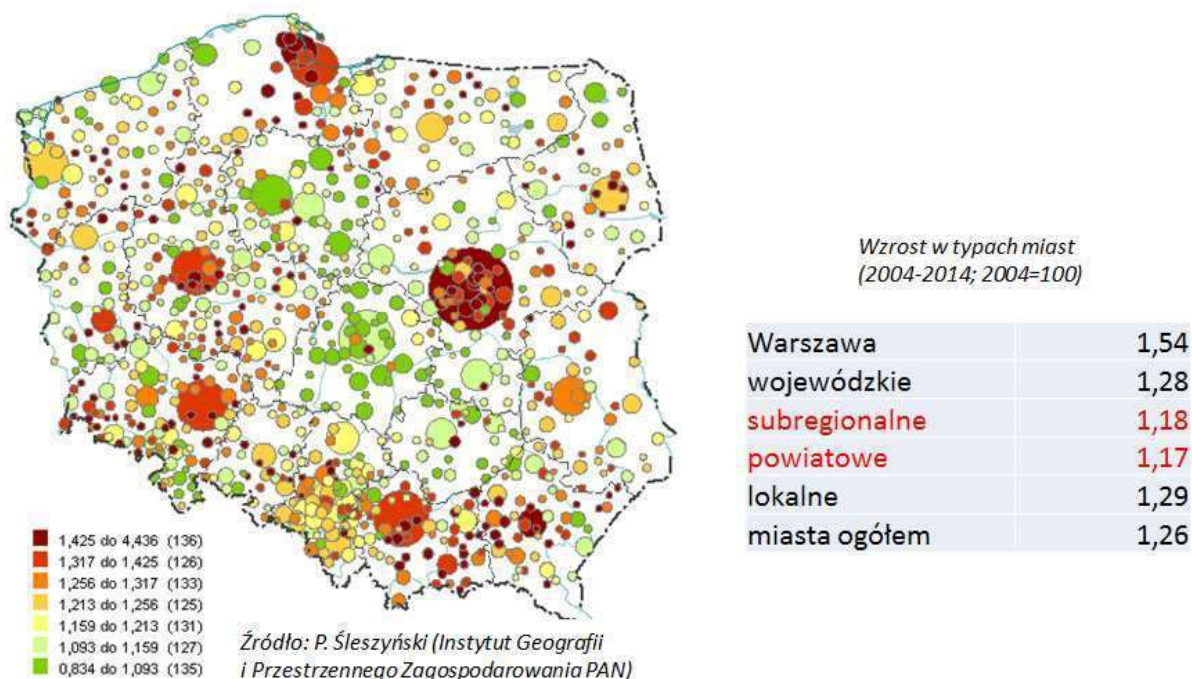 Wzrost w typach miast
(2004-2014; 2004=100)
Warszawa 1,54
wojewódzkie 1,28
subregionalne 1,18
powiatowe 1,17
lokalne 1,29
miasta ogółem 1,26
1,425 do 4,436 (136)
1,317 do 1,425 (126)
1,256 do 1,317 (133)
1,213 do 1,256 (125)
1,159 do 1,213 (131)
1,093 do 1,159 (127)
0,834 do 1,093 (135)
Źródło: P. Śleszyński (Instytut Geografii
i Przestrzennego Zagospodarowania PAN)